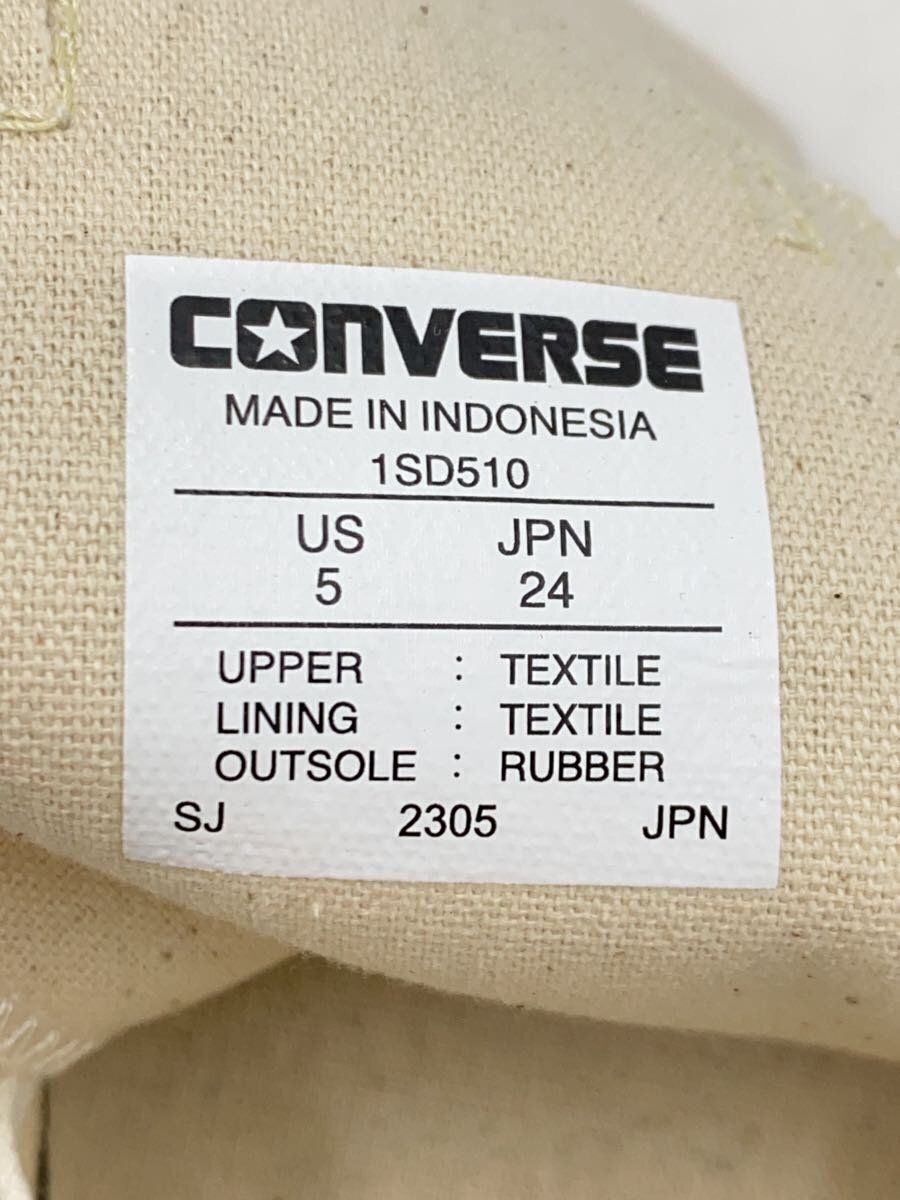 CONVERSE
MADE IN INDONESIA
1SD510
US JPN
5 24
UPPER : TEXTILE
LINING : TEXTILE
OUTSOLE : RUBBER
SJ 2305 JPN